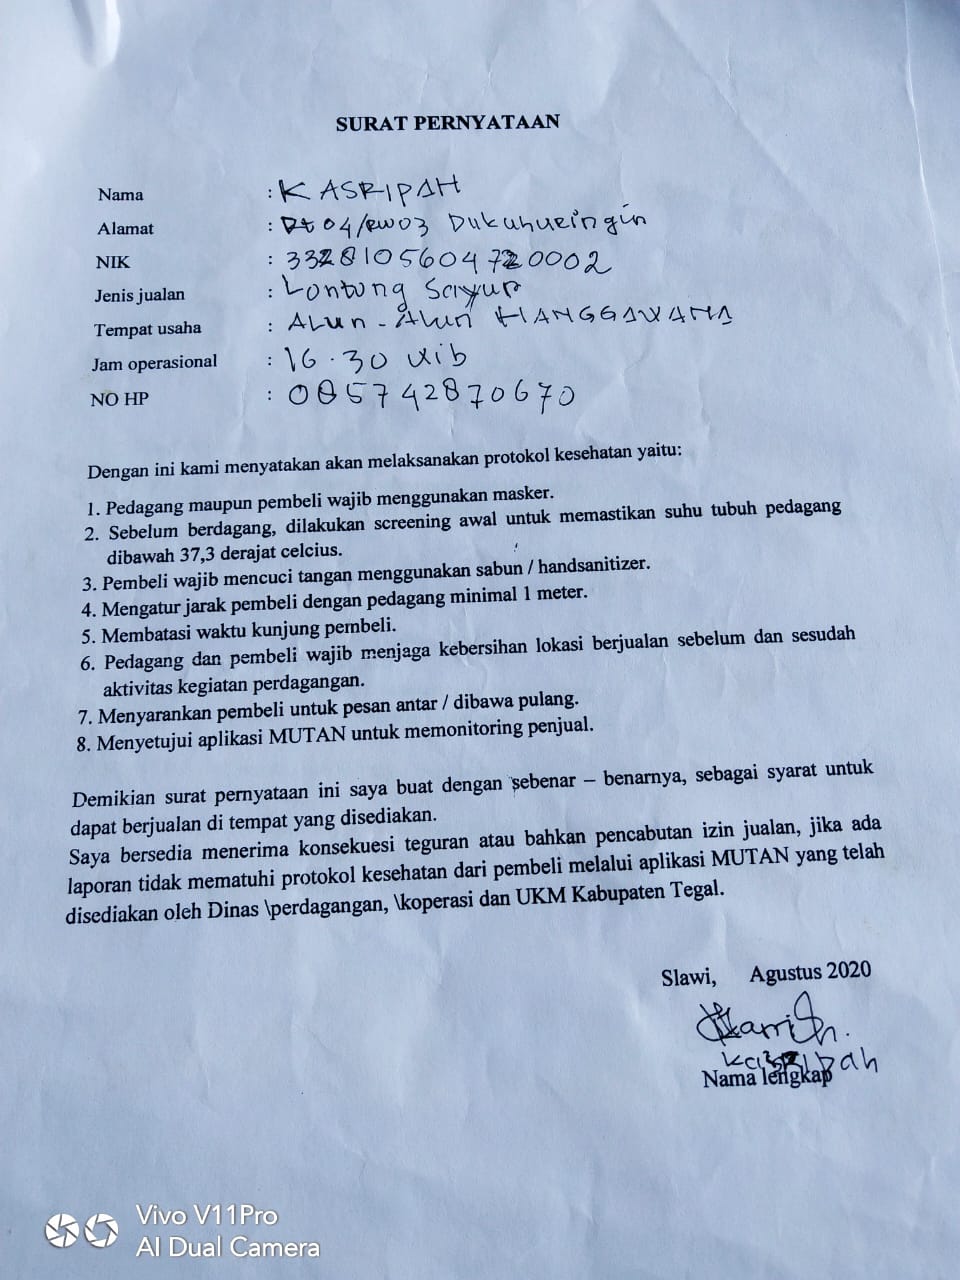 SURAT PERNYATAAN
Nama : KASRIPAH
Alamat : Rt 04/RW03 Dukuhweringin
NIK : 3328105604720002
Jenis jualan : Lontong Sayur
Tempat usaha : ALun - ALun HANGGAWANA
Jam operasional : 16.30 wib
NO HP : 085742870670
Dengan ini kami menyatakan akan melaksanakan protokol kesehatan yaitu:
1. Pedagang maupun pembeli wajib menggunakan masker.
2. Sebelum berdagang, dilakukan screening awal untuk memastikan suhu tubuh pedagang
dibawah 37,3 derajat celcius.
3. Pembeli wajib mencuci tangan menggunakan sabun / handsanitizer.
4. Mengatur jarak pembeli dengan pedagang minimal 1 meter.
5. Membatasi waktu kunjung pembeli.
6. Pedagang dan pembeli wajib menjaga kebersihan lokasi berjualan sebelum dan sesudah
aktivitas kegiatan perdagangan.
7. Menyarankan pembeli untuk pesan antar / dibawa pulang.
8. Menyetujui aplikasi MUTAN untuk memonitoring penjual.
Demikian surat pernyataan ini saya buat dengan sebenar – benarnya, sebagai syarat untuk
dapat berjualan di tempat yang disediakan.
Saya bersedia menerima konsekuesi teguran atau bahkan pencabutan izin jualan, jika ada
laporan tidak mematuhi protokol kesehatan dari pembeli melalui aplikasi MUTAN yang telah
disediakan oleh Dinas \perdagangan, \koperasi dan UKM Kabupaten Tegal.
Slawi, Agustus 2020
Kasripah
Nama lengkap
Vivo V11Pro
AI Dual Camera